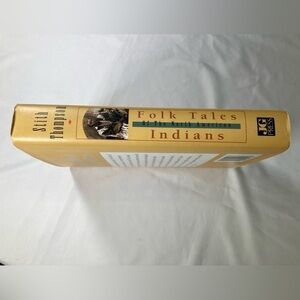 Stith
Thompson
Folk Tales
Of The North American
Indians
JG
PRESS